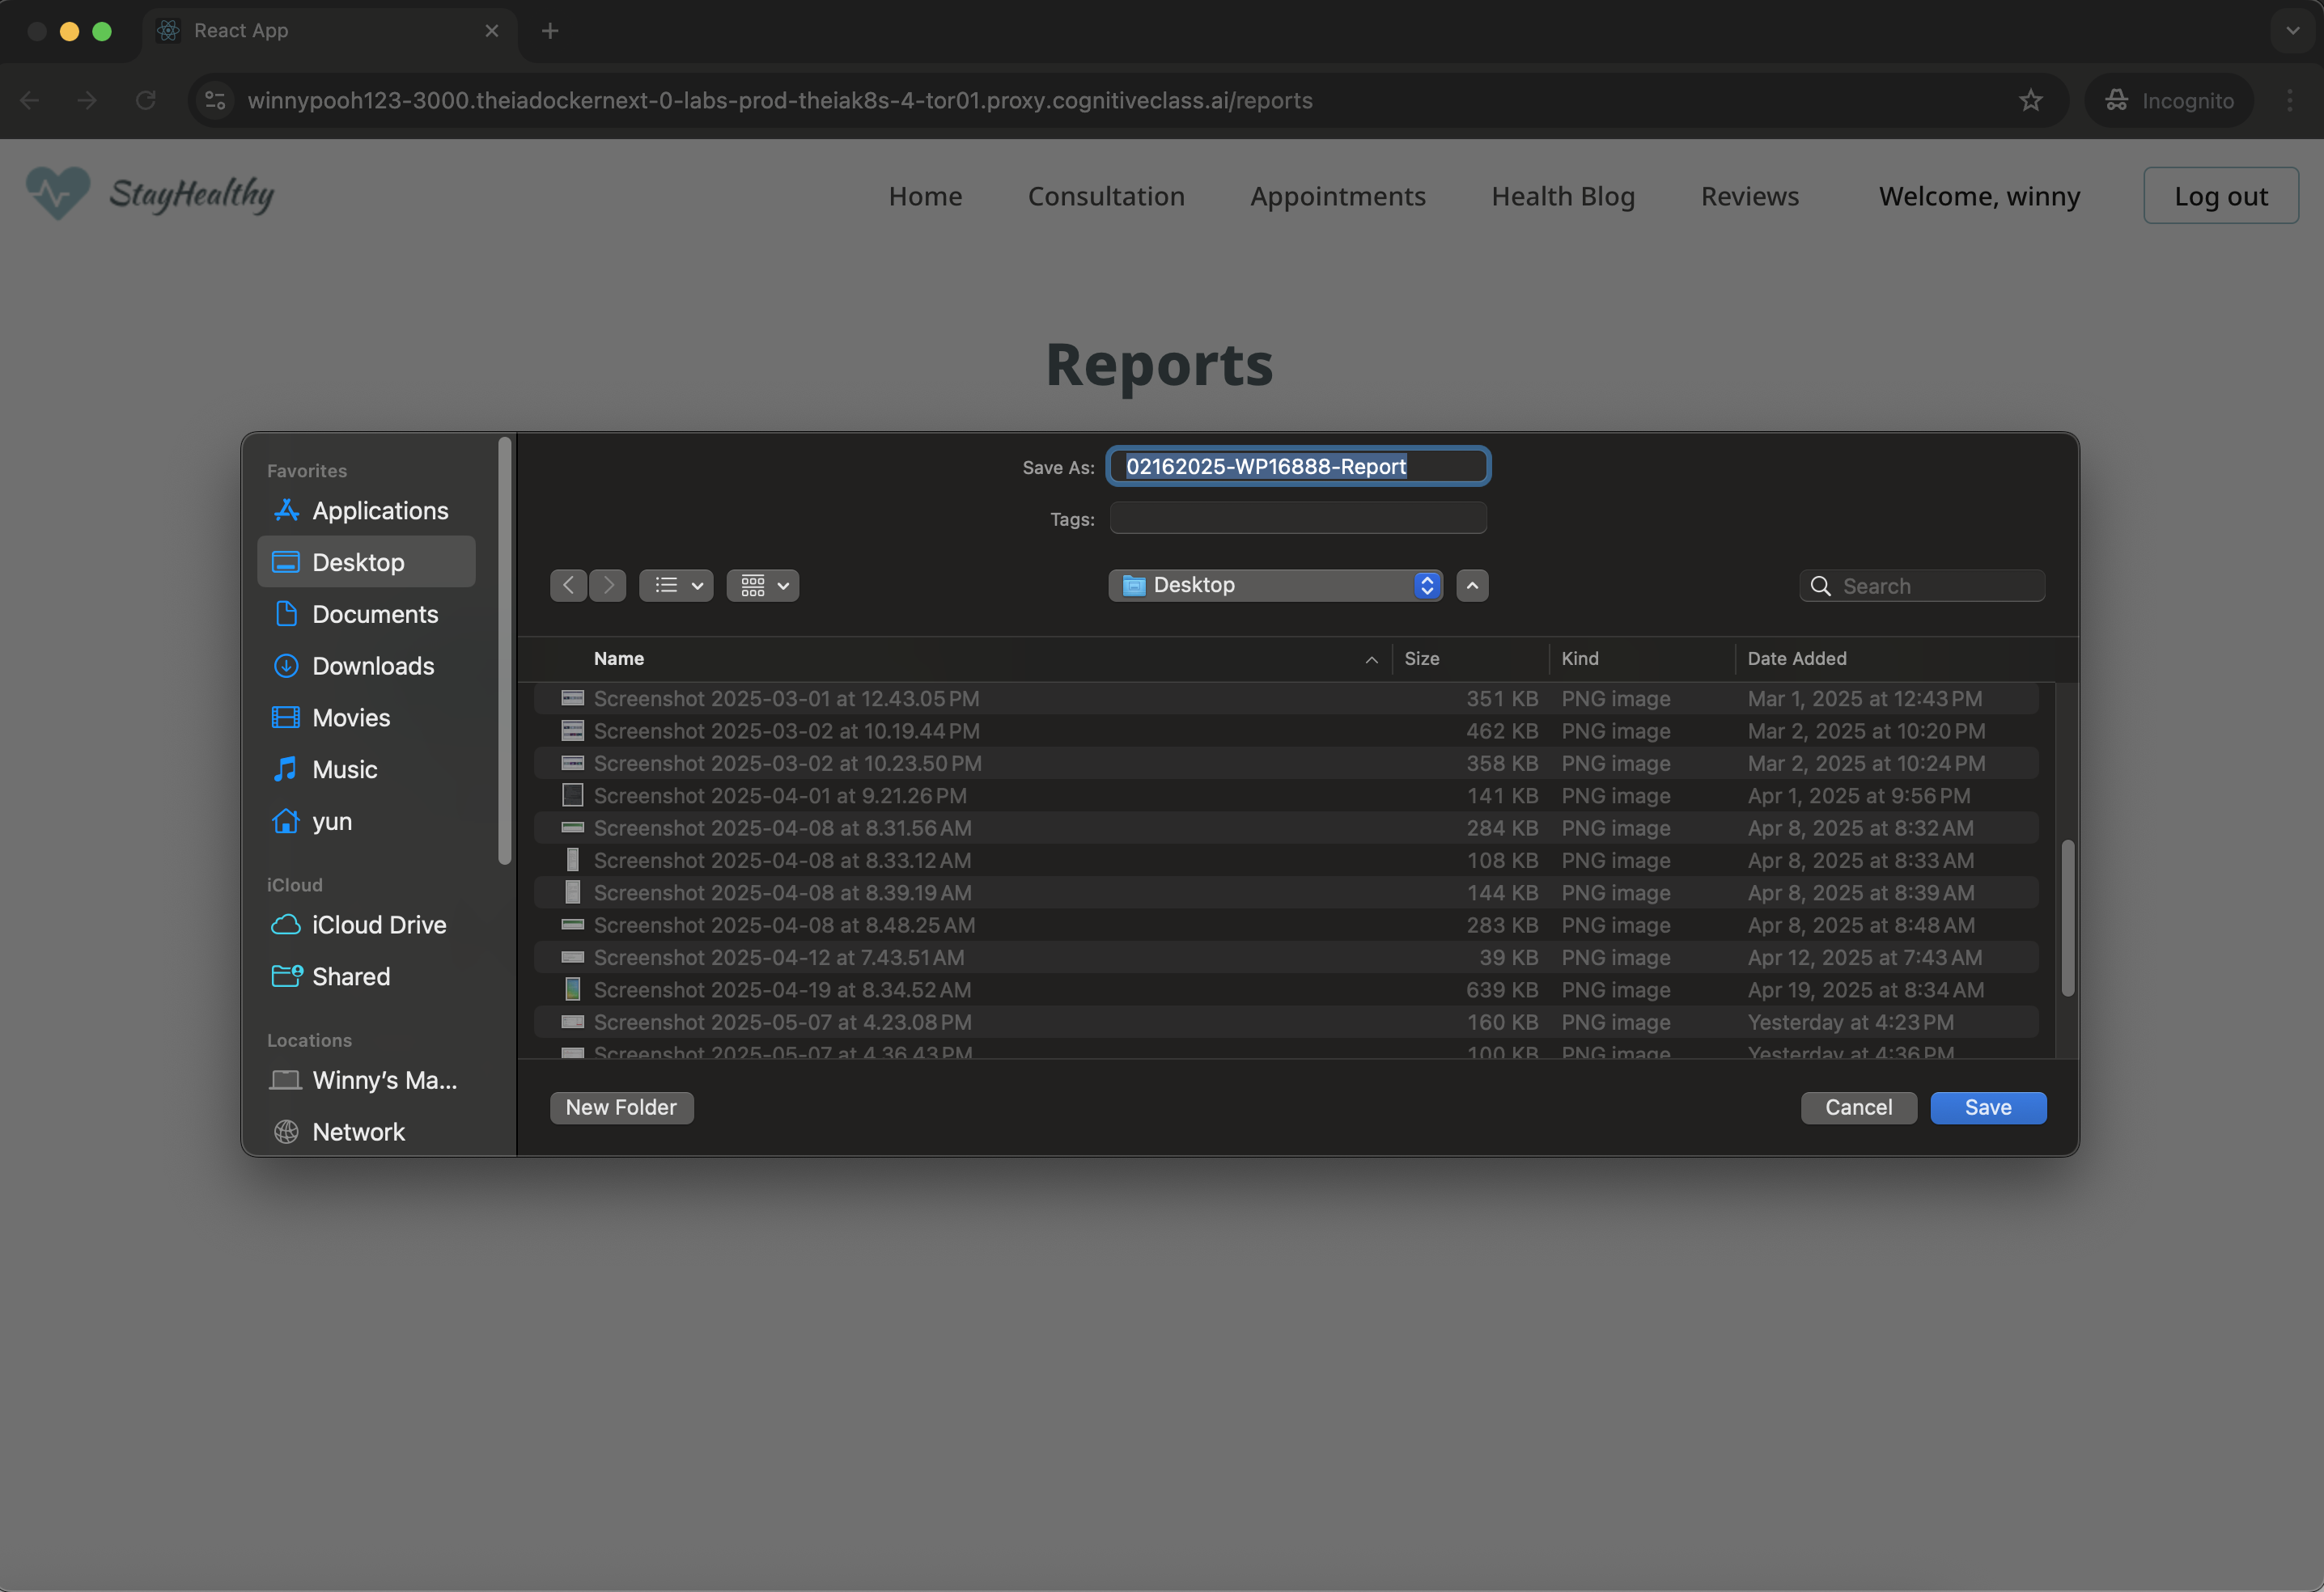 React App
winnypooh123-3000.theiadockernext-0-labs-prod-theiak8s-4-tor01.proxy.cognitiveclass.ai/reports
Incognito
StayHealthy
Home Consultation Appointments Health Blog Reviews Welcome, winny Log out
Reports
Save As: 02162025-WP16888-Report
Tags:
Desktop
Search
Favorites
Applications
Desktop
Documents
Downloads
Movies
Music
yun
iCloud
iCloud Drive
Shared
Locations
Winny’s Ma...
Network
Name Size Kind Date Added
Screenshot 2025-03-01 at 12.43.05 PM 351 KB PNG image Mar 1, 2025 at 12:43 PM
Screenshot 2025-03-02 at 10.19.44 PM 462 KB PNG image Mar 2, 2025 at 10:20 PM
Screenshot 2025-03-02 at 10.23.50 PM 358 KB PNG image Mar 2, 2025 at 10:24 PM
Screenshot 2025-04-01 at 9.21.26 PM 141 KB PNG image Apr 1, 2025 at 9:56 PM
Screenshot 2025-04-08 at 8.31.56 AM 284 KB PNG image Apr 8, 2025 at 8:32 AM
Screenshot 2025-04-08 at 8.33.12 AM 108 KB PNG image Apr 8, 2025 at 8:33 AM
Screenshot 2025-04-08 at 8.39.19 AM 144 KB PNG image Apr 8, 2025 at 8:39 AM
Screenshot 2025-04-08 at 8.48.25 AM 283 KB PNG image Apr 8, 2025 at 8:48 AM
Screenshot 2025-04-12 at 7.43.51 AM 39 KB PNG image Apr 12, 2025 at 7:43 AM
Screenshot 2025-04-19 at 8.34.52 AM 639 KB PNG image Apr 19, 2025 at 8:34 AM
Screenshot 2025-05-07 at 4.23.08 PM 160 KB PNG image Yesterday at 4:23 PM
Screenshot 2025-05-07 at 4.36.43 PM 100 KB PNG image Yesterday at 4:36 PM
New Folder Cancel Save